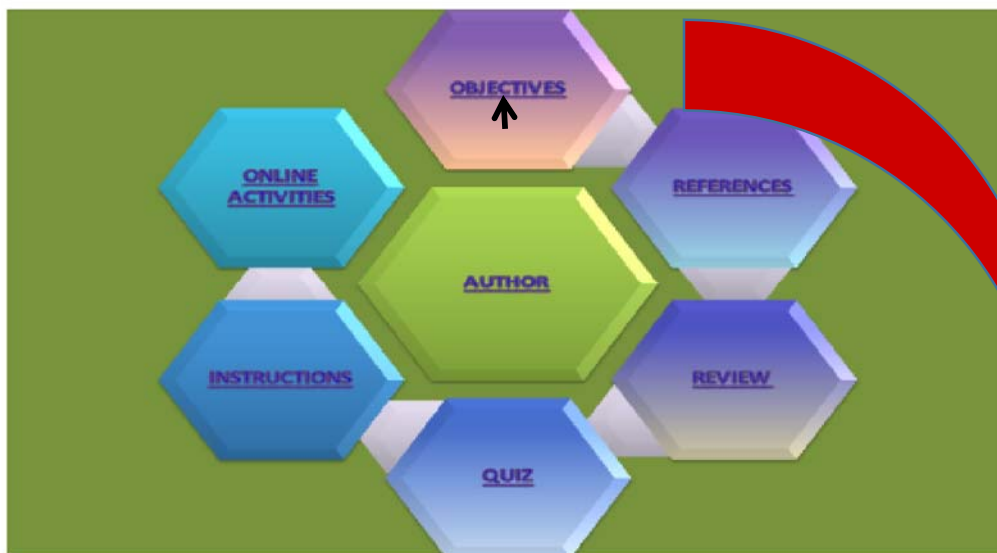 OBJECTIVES
ONLINE
ACTIVITIES
REFERENCES
AUTHOR
INSTRUCTIONS
REVIEW
QUIZ